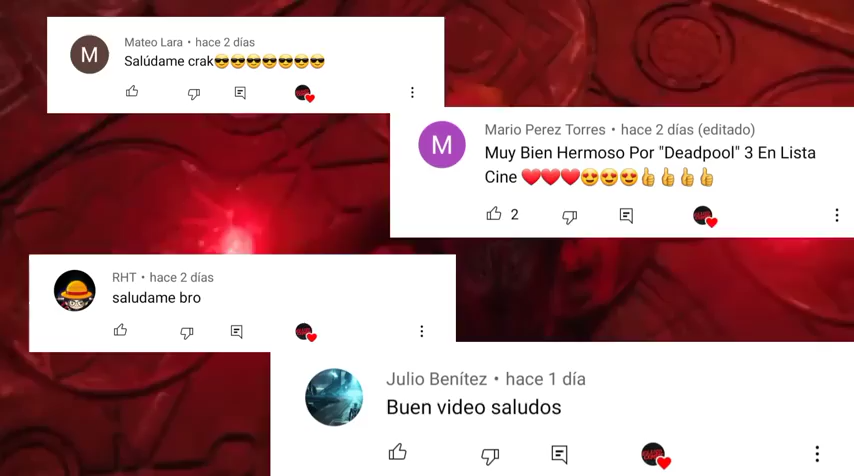 M
Mateo Lara • hace 2 días
Salúdame crak😎😎😎😎😎😎😎
M
Mario Perez Torres • hace 2 días (editado)
Muy Bien Hermoso Por "Deadpool" 3 En Lista
Cine ❤️❤️❤️😍😍😍👍👍👍👍
2
RHT • hace 2 días
saludame bro
Julio Benítez • hace 1 día
Buen video saludos